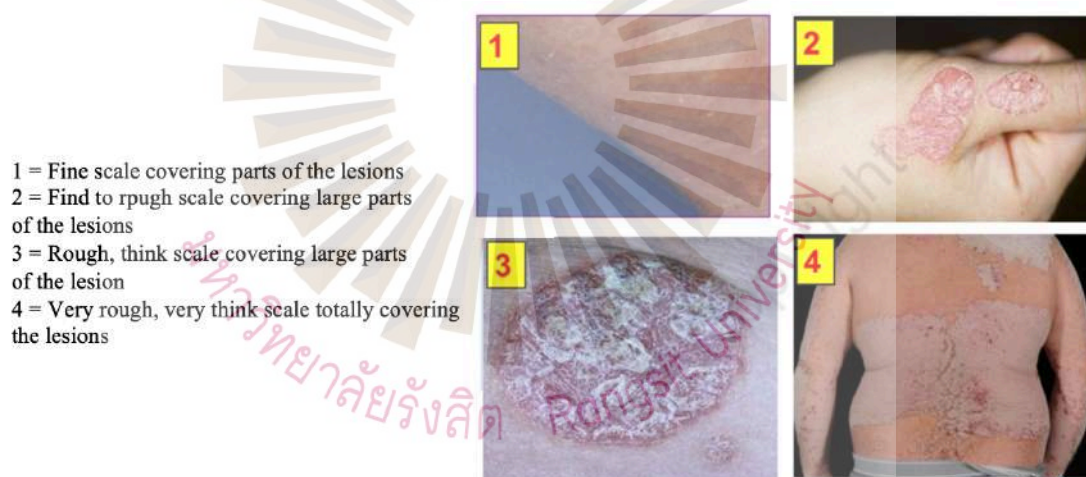 1
2
1 = Fine scale covering parts of the lesions
2 = Find to rpugh scale covering large parts
of the lesions
3 = Rough, think scale covering large parts
of the lesion
4 = Very rough, very think scale totally covering
the lesions
3
4
มหาวิทยาลัยรังสิต Rangsit University